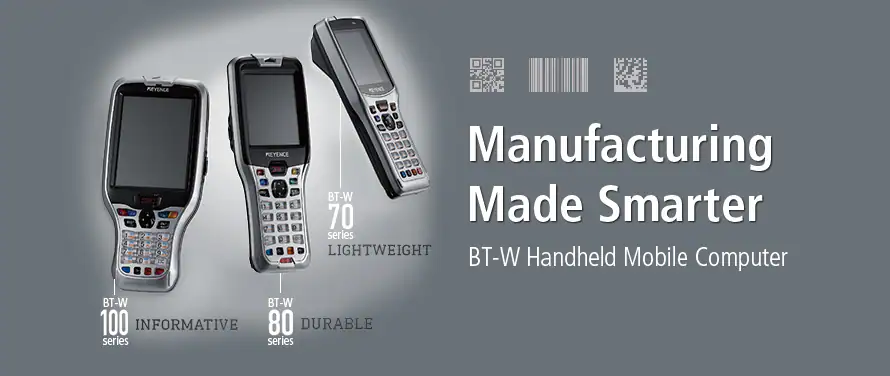 KEYENCE
KEYENCE
KEYENCE
BT-W
70
series
LIGHTWEIGHT
BT-W
100
series
INFORMATIVE
BT-W
80
series
DURABLE
Manufacturing
Made Smarter
BT-W Handheld Mobile Computer